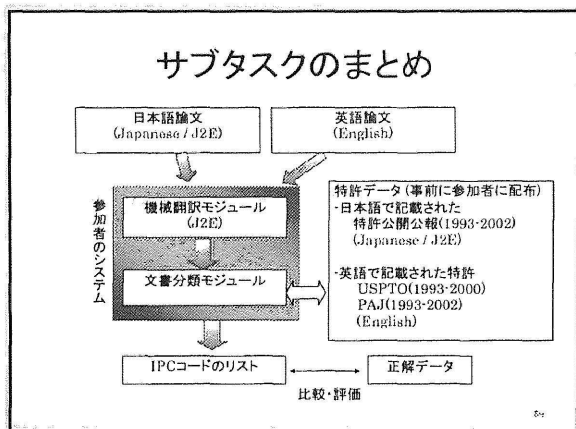 サブタスクのまとめ
日本語論文
(Japanese / J2E)
英語論文
(English)
参加者のシステム
機械翻訳モジュール
(J2E)
文書分類モジュール
特許データ(事前に参加者に配布)
-日本語で記載された
特許公開公報(1993-2002)
(Japanese / J2E)
-英語で記載された特許
USPTO(1993-2000)
PAJ(1993-2002)
(English)
IPCコードのリスト
正解データ
比較・評価